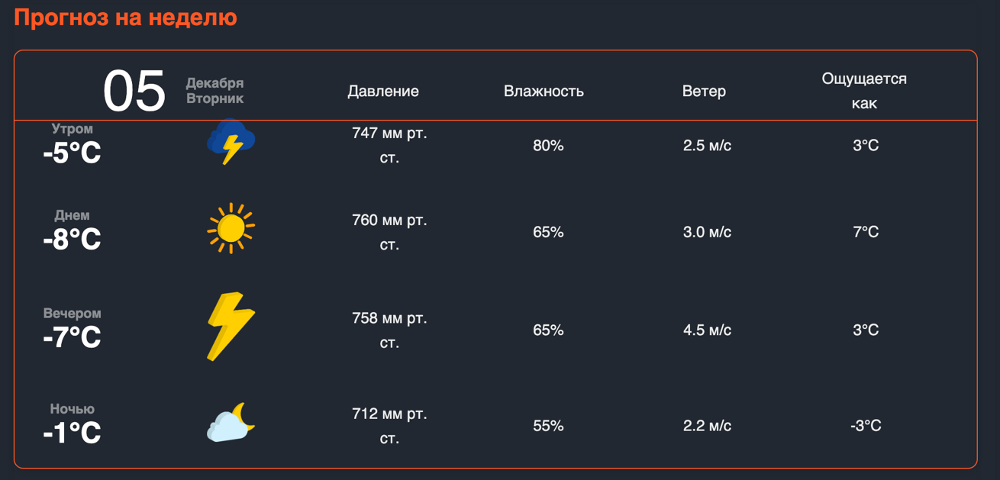 Прогноз на неделю
05
Декабря
Вторник
Давление
Влажность
Ветер
Ощущается
как
Утром
-5°C
747 мм рт.
ст.
80%
2.5 м/с
3°C
Днем
-8°C
760 мм рт.
ст.
65%
3.0 м/с
7°C
Вечером
-7°C
758 мм рт.
ст.
65%
4.5 м/с
3°C
Ночью
-1°C
712 мм рт.
ст.
55%
2.2 м/с
-3°C